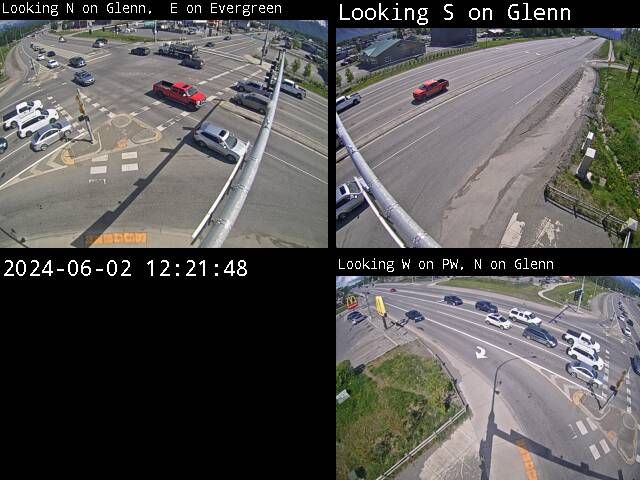 Looking N on Glenn,  E on Evergreen
Looking S on Glenn
2024-06-02 12:21:48
Looking W on PW, N on Glenn